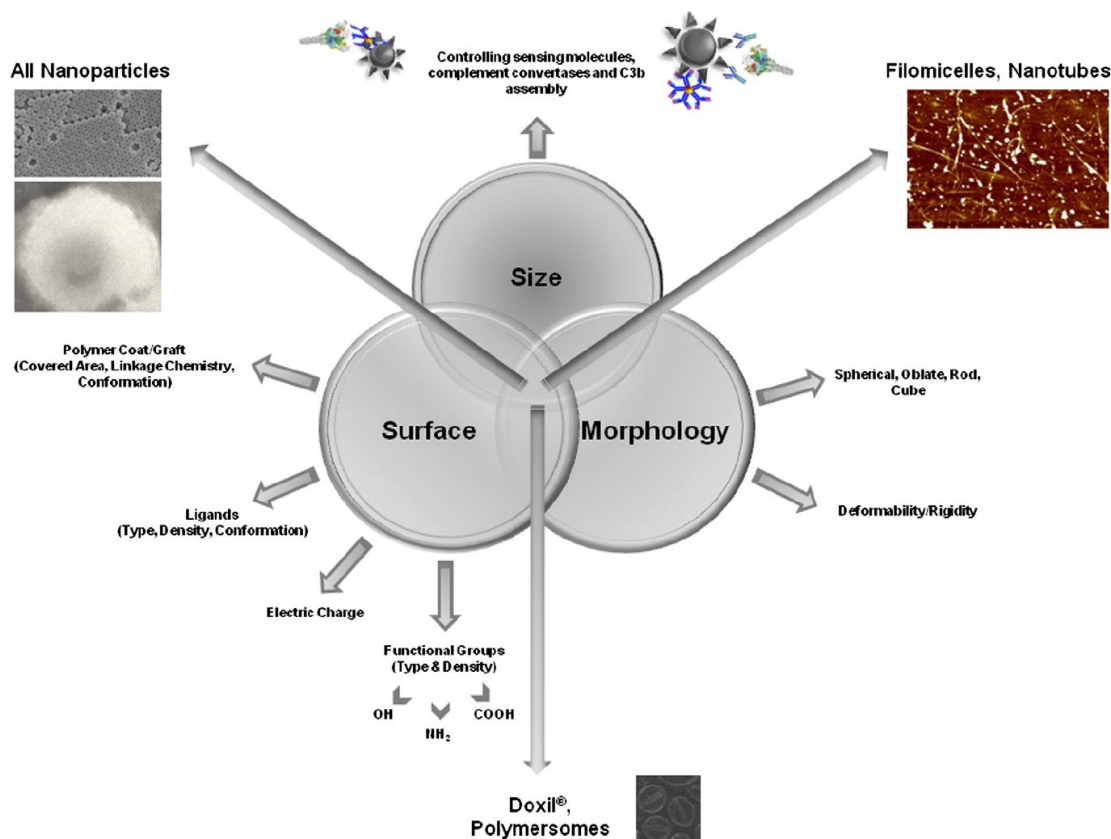 Controlling sensing molecules,
complement convertases and C3b
assembly
All Nanoparticles
Filomicelles, Nanotubes
Size
Surface
Morphology
Polymer Coat/Graft
(Covered Area, Linkage Chemistry,
Conformation)
Spherical, Oblate, Rod,
Cube
Ligands
(Type, Density, Conformation)
Deformability/Rigidity
Electric Charge
Functional Groups
(Type & Density)
OH
NH₂
COOH
Doxil®,
Polymersomes